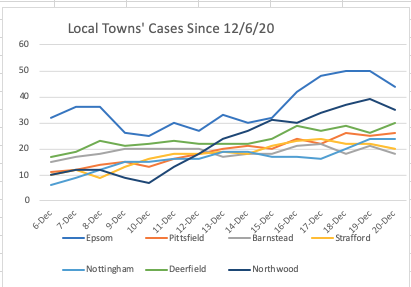 Local Towns' Cases Since 12/6/20
60
50
40
30
20
10
0
6-Dec 7-Dec 8-Dec 9-Dec 10-Dec 11-Dec 12-Dec 13-Dec 14-Dec 15-Dec 16-Dec 17-Dec 18-Dec 19-Dec 20-Dec
Epsom Pittsfield Barnstead Strafford
Nottingham Deerfield Northwood